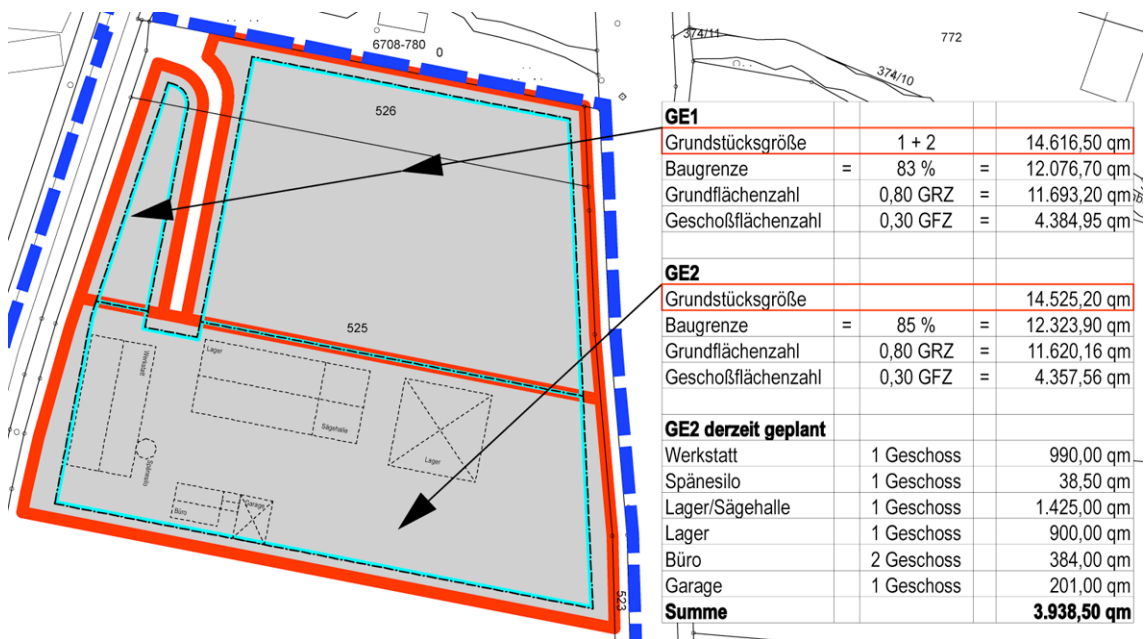 374/11
772
6708-780
0
374/10
526
525
Lager
Werkstatt
Sägehalle
Lager
Spänesilo
Garage
Büro
523
GE1
Grundstücksgröße 1 + 2 14.616,50 qm
Baugrenze = 83 % = 12.076,70 qm
Grundflächenzahl 0,80 GRZ = 11.693,20 qm
Geschoßflächenzahl 0,30 GFZ = 4.384,95 qm
GE2
Grundstücksgröße 14.525,20 qm
Baugrenze = 85 % = 12.323,90 qm
Grundflächenzahl 0,80 GRZ = 11.620,16 qm
Geschoßflächenzahl 0,30 GFZ = 4.357,56 qm
GE2 derzeit geplant
Werkstatt 1 Geschoss 990,00 qm
Spänesilo 1 Geschoss 38,50 qm
Lager/Sägehalle 1 Geschoss 1.425,00 qm
Lager 1 Geschoss 900,00 qm
Büro 2 Geschoss 384,00 qm
Garage 1 Geschoss 201,00 qm
Summe 3.938,50 qm